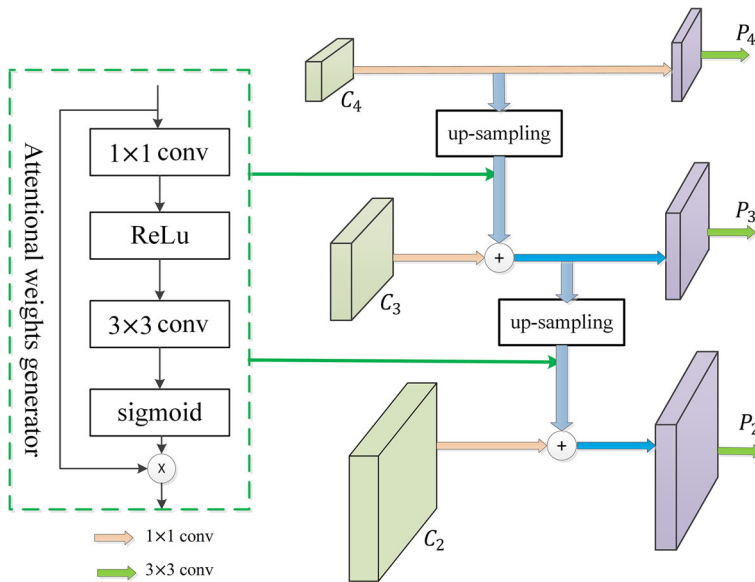 Attentional weights generator
1×1 conv
ReLu
3×3 conv
sigmoid
x
1×1 conv
3×3 conv
C4
P4
up-sampling
C3
+
P3
up-sampling
C2
+
P2